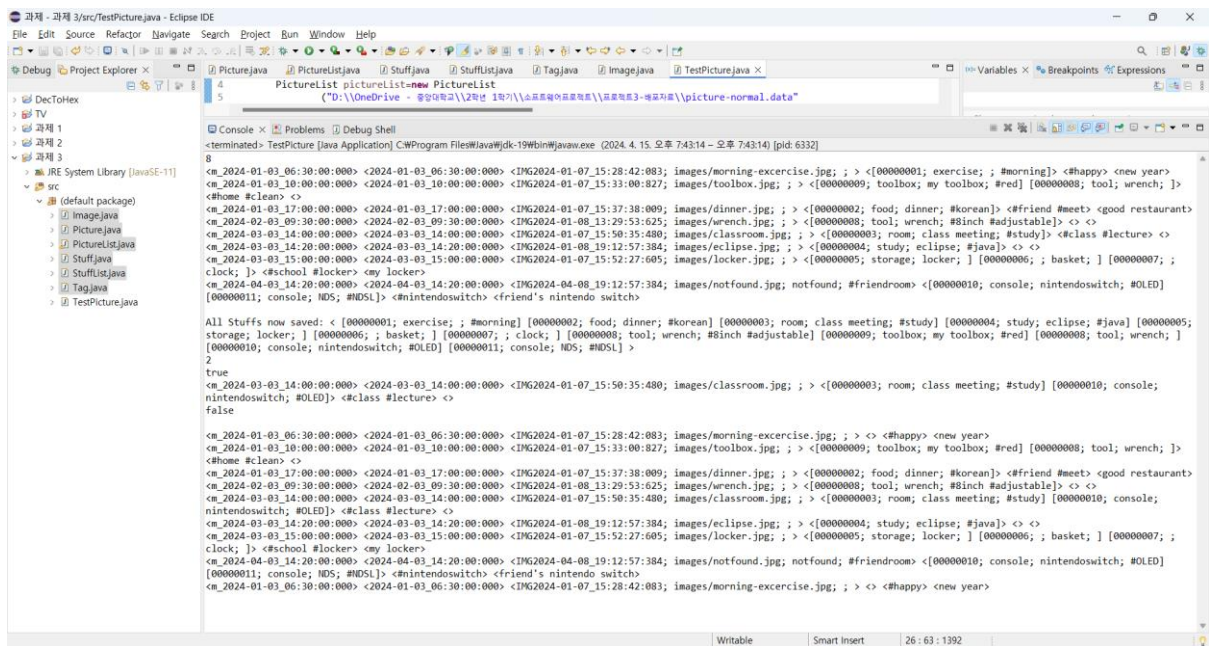 과제 - 과제 3/src/TestPicture.java - Eclipse IDE
File Edit Source Refactor Navigate Search Project Run Window Help
Debug Project Explorer
Picture.java PictureList.java Stuff.java StuffList.java Tag.java Image.java TestPicture.java
Variables Breakpoints Expressions
4 PictureList pictureList=new PictureList
5 ("D:\\OneDrive - 중앙대학교\\2학년 1학기\\소프트웨어프로젝트\\프로젝트3-배포자료\\picture-normal.data"
DecToHex
TV
과제 1
과제 2
과제 3
JRE System Library [JavaSE-11]
src
(default package)
Image.java
Picture.java
PictureList.java
Stuff.java
StuffList.java
Tag.java
TestPicture.java
Console Problems Debug Shell
<terminated> TestPicture [Java Application] C:₩Program Files₩Java₩jdk-19₩bin₩javaw.exe (2024. 4. 15. 오후 7:43:14 – 오후 7:43:14) [pid: 6332]
8
<m_2024-01-03_06:30:00:000> <2024-01-03_06:30:00:000> <IMG2024-01-07_15:28:42:083; images/morning-excercise.jpg; ; > <[00000001; exercise; ; #morning]> <#happy> <new year>
<m_2024-01-03_10:00:00:000> <2024-01-03_10:00:00:000> <IMG2024-01-07_15:33:00:827; images/toolbox.jpg; ; > <[00000009; toolbox; my toolbox; #red] [00000008; tool; wrench; ]>
<#home #clean> <>
<m_2024-01-03_17:00:00:000> <2024-01-03_17:00:00:000> <IMG2024-01-07_15:37:38:009; images/dinner.jpg; ; > <[00000002; food; dinner; #korean]> <#friend #meet> <good restaurant>
<m_2024-02-03_09:30:00:000> <2024-02-03_09:30:00:000> <IMG2024-01-08_13:29:53:625; images/wrench.jpg; ; > <[00000008; tool; wrench; #8inch #adjustable]> <> <>
<m_2024-03-03_14:00:00:000> <2024-03-03_14:00:00:000> <IMG2024-01-07_15:50:35:480; images/classroom.jpg; ; > <[00000003; room; class meeting; #study]> <#class #lecture> <>
<m_2024-03-03_14:20:00:000> <2024-03-03_14:20:00:000> <IMG2024-01-08_19:12:57:384; images/eclipse.jpg; ; > <[00000004; study; eclipse; #java]> <> <>
<m_2024-03-03_15:00:00:000> <2024-03-03_15:00:00:000> <IMG2024-01-07_15:52:27:605; images/locker.jpg; ; > <[00000005; storage; locker; ] [00000006; ; basket; ] [00000007; ;
clock; ]> <#school #locker> <my locker>
<m_2024-04-03_14:20:00:000> <2024-04-03_14:20:00:000> <IMG2024-04-08_19:12:57:384; images/notfound.jpg; notfound; #friendroom> <[00000010; console; nintendoswitch; #OLED]
[00000011; console; NDS; #NDSL]> <#nintendoswitch> <friend's nintendo switch>
All Stuffs now saved: < [00000001; exercise; ; #morning] [00000002; food; dinner; #korean] [00000003; room; class meeting; #study] [00000004; study; eclipse; #java] [00000005;
storage; locker; ] [00000006; ; basket; ] [00000007; ; clock; ] [00000008; tool; wrench; #8inch #adjustable] [00000009; toolbox; my toolbox; #red] [00000008; tool; wrench; ]
[00000010; console; nintendoswitch; #OLED] [00000011; console; NDS; #NDSL] >
2
true
<m_2024-03-03_14:00:00:000> <2024-03-03_14:00:00:000> <IMG2024-01-07_15:50:35:480; images/classroom.jpg; ; > <[00000003; room; class meeting; #study] [00000010; console;
nintendoswitch; #OLED]> <#class #lecture> <>
false
<m_2024-01-03_06:30:00:000> <2024-01-03_06:30:00:000> <IMG2024-01-07_15:28:42:083; images/morning-excercise.jpg; ; > <> <#happy> <new year>
<m_2024-01-03_10:00:00:000> <2024-01-03_10:00:00:000> <IMG2024-01-07_15:33:00:827; images/toolbox.jpg; ; > <[00000009; toolbox; my toolbox; #red] [00000008; tool; wrench; ]>
<#home #clean> <>
<m_2024-01-03_17:00:00:000> <2024-01-03_17:00:00:000> <IMG2024-01-07_15:37:38:009; images/dinner.jpg; ; > <[00000002; food; dinner; #korean]> <#friend #meet> <good restaurant>
<m_2024-02-03_09:30:00:000> <2024-02-03_09:30:00:000> <IMG2024-01-08_13:29:53:625; images/wrench.jpg; ; > <[00000008; tool; wrench; #8inch #adjustable]> <> <>
<m_2024-03-03_14:00:00:000> <2024-03-03_14:00:00:000> <IMG2024-01-07_15:50:35:480; images/classroom.jpg; ; > <[00000003; room; class meeting; #study] [00000010; console;
nintendoswitch; #OLED]> <#class #lecture> <>
<m_2024-03-03_14:20:00:000> <2024-03-03_14:20:00:000> <IMG2024-01-08_19:12:57:384; images/eclipse.jpg; ; > <[00000004; study; eclipse; #java]> <> <>
<m_2024-03-03_15:00:00:000> <2024-03-03_15:00:00:000> <IMG2024-01-07_15:52:27:605; images/locker.jpg; ; > <[00000005; storage; locker; ] [00000006; ; basket; ] [00000007; ;
clock; ]> <#school #locker> <my locker>
<m_2024-04-03_14:20:00:000> <2024-04-03_14:20:00:000> <IMG2024-04-08_19:12:57:384; images/notfound.jpg; notfound; #friendroom> <[00000010; console; nintendoswitch; #OLED]
[00000011; console; NDS; #NDSL]> <#nintendoswitch> <friend's nintendo switch>
<m_2024-01-03_06:30:00:000> <2024-01-03_06:30:00:000> <IMG2024-01-07_15:28:42:083; images/morning-excercise.jpg; ; > <> <#happy> <new year>
Writable Smart Insert 26 : 63 : 1392